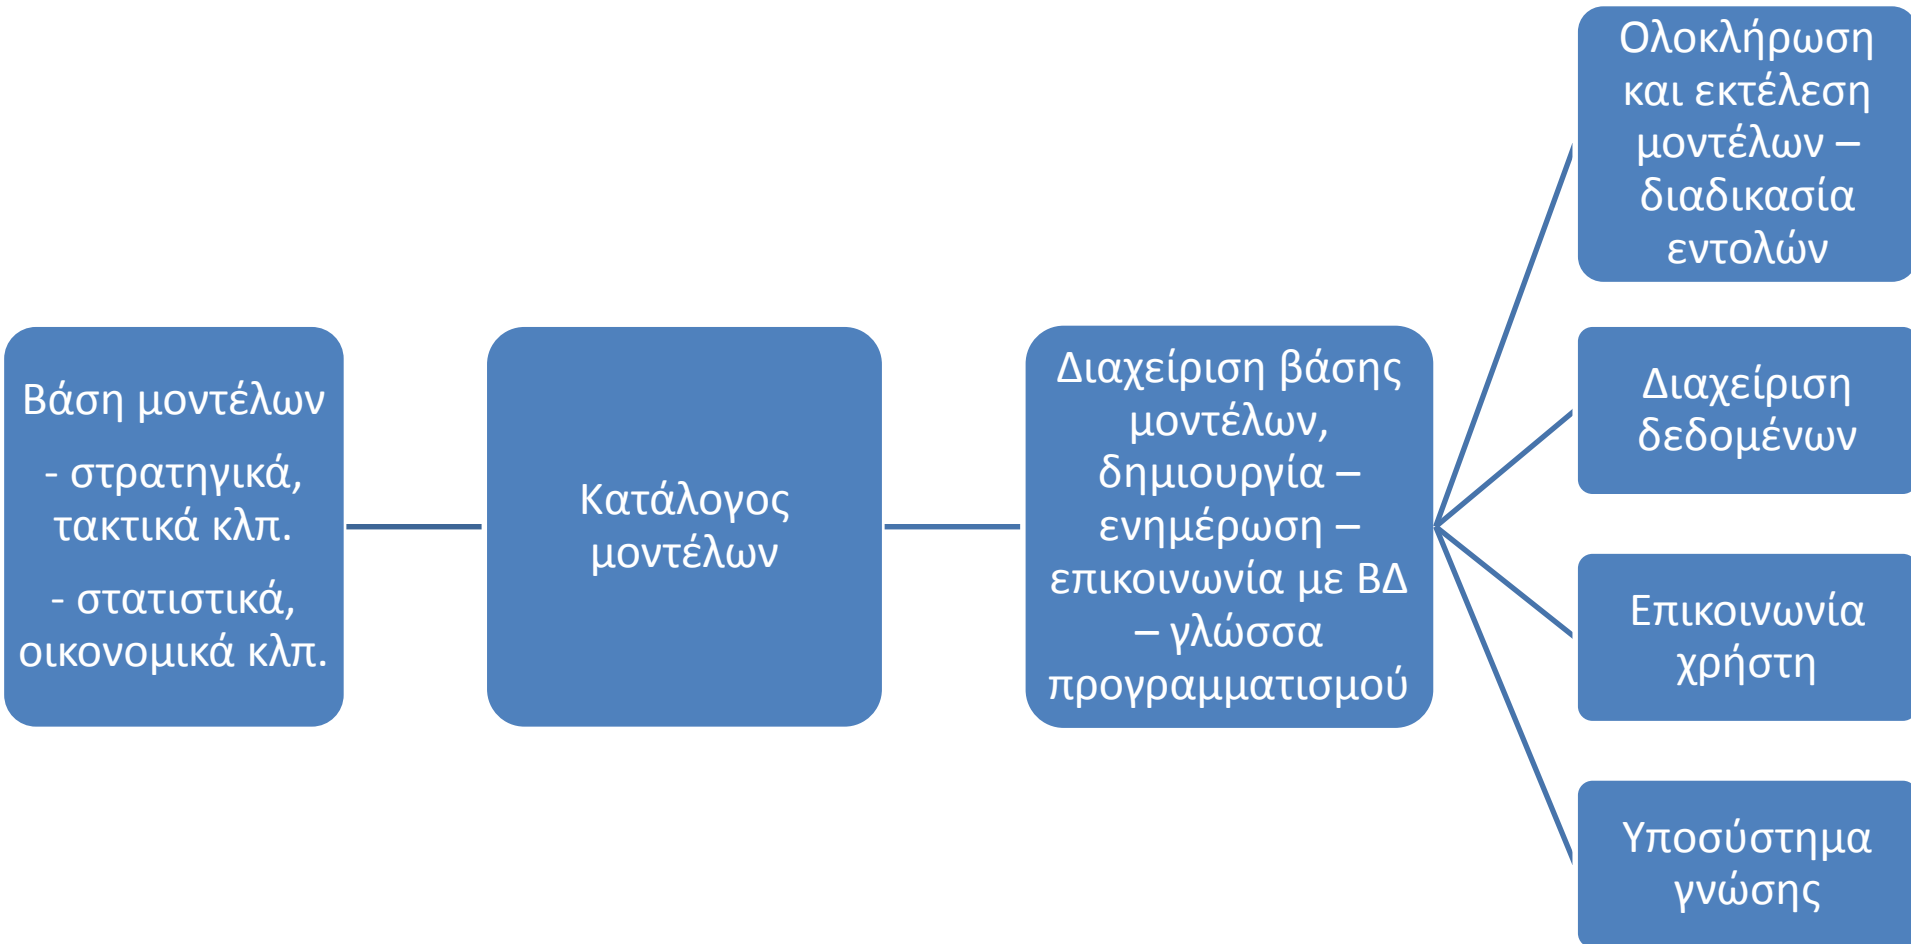 Βάση μοντέλων
- στρατηγικά,
τακτικά κλπ.
- στατιστικά,
οικονομικά κλπ.
Κατάλογος
μοντέλων
Διαχείριση βάσης
μοντέλων,
δημιουργία –
ενημέρωση –
επικοινωνία με ΒΔ
– γλώσσα
προγραμματισμού
Ολοκλήρωση
και εκτέλεση
μοντέλων –
διαδικασία
εντολών
Διαχείριση
δεδομένων
Επικοινωνία
χρήστη
Υποσύστημα
γνώσης